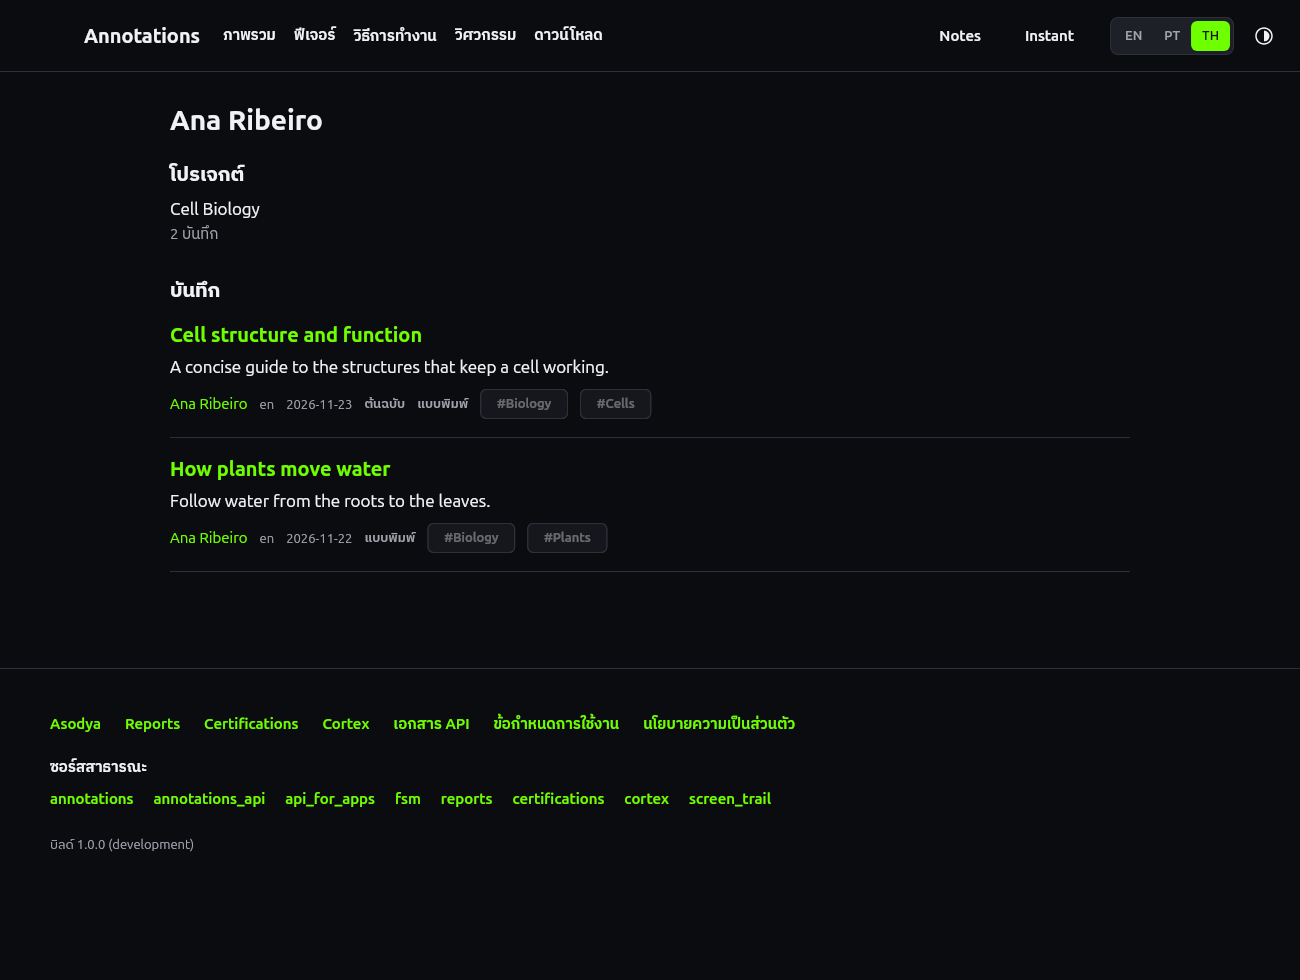 Annotations ภาพรวม ฟีเจอร์ วิธีการทำงาน วิศวกรรม ดาวน์โหลด Notes Instant EN PT TH
Ana Ribeiro
โปรเจกต์
Cell Biology
2 บันทึก
บันทึก
Cell structure and function
A concise guide to the structures that keep a cell working.
Ana Ribeiro en 2026-11-23 ต้นฉบับ แบบพิมพ์ #Biology #Cells
How plants move water
Follow water from the roots to the leaves.
Ana Ribeiro en 2026-11-22 แบบพิมพ์ #Biology #Plants
Asodya Reports Certifications Cortex เอกสาร API ข้อกำหนดการใช้งาน นโยบายความเป็นส่วนตัว
ซอร์สสาธารณะ
annotations annotations_api api_for_apps fsm reports certifications cortex screen_trail
บิลด์ 1.0.0 (development)